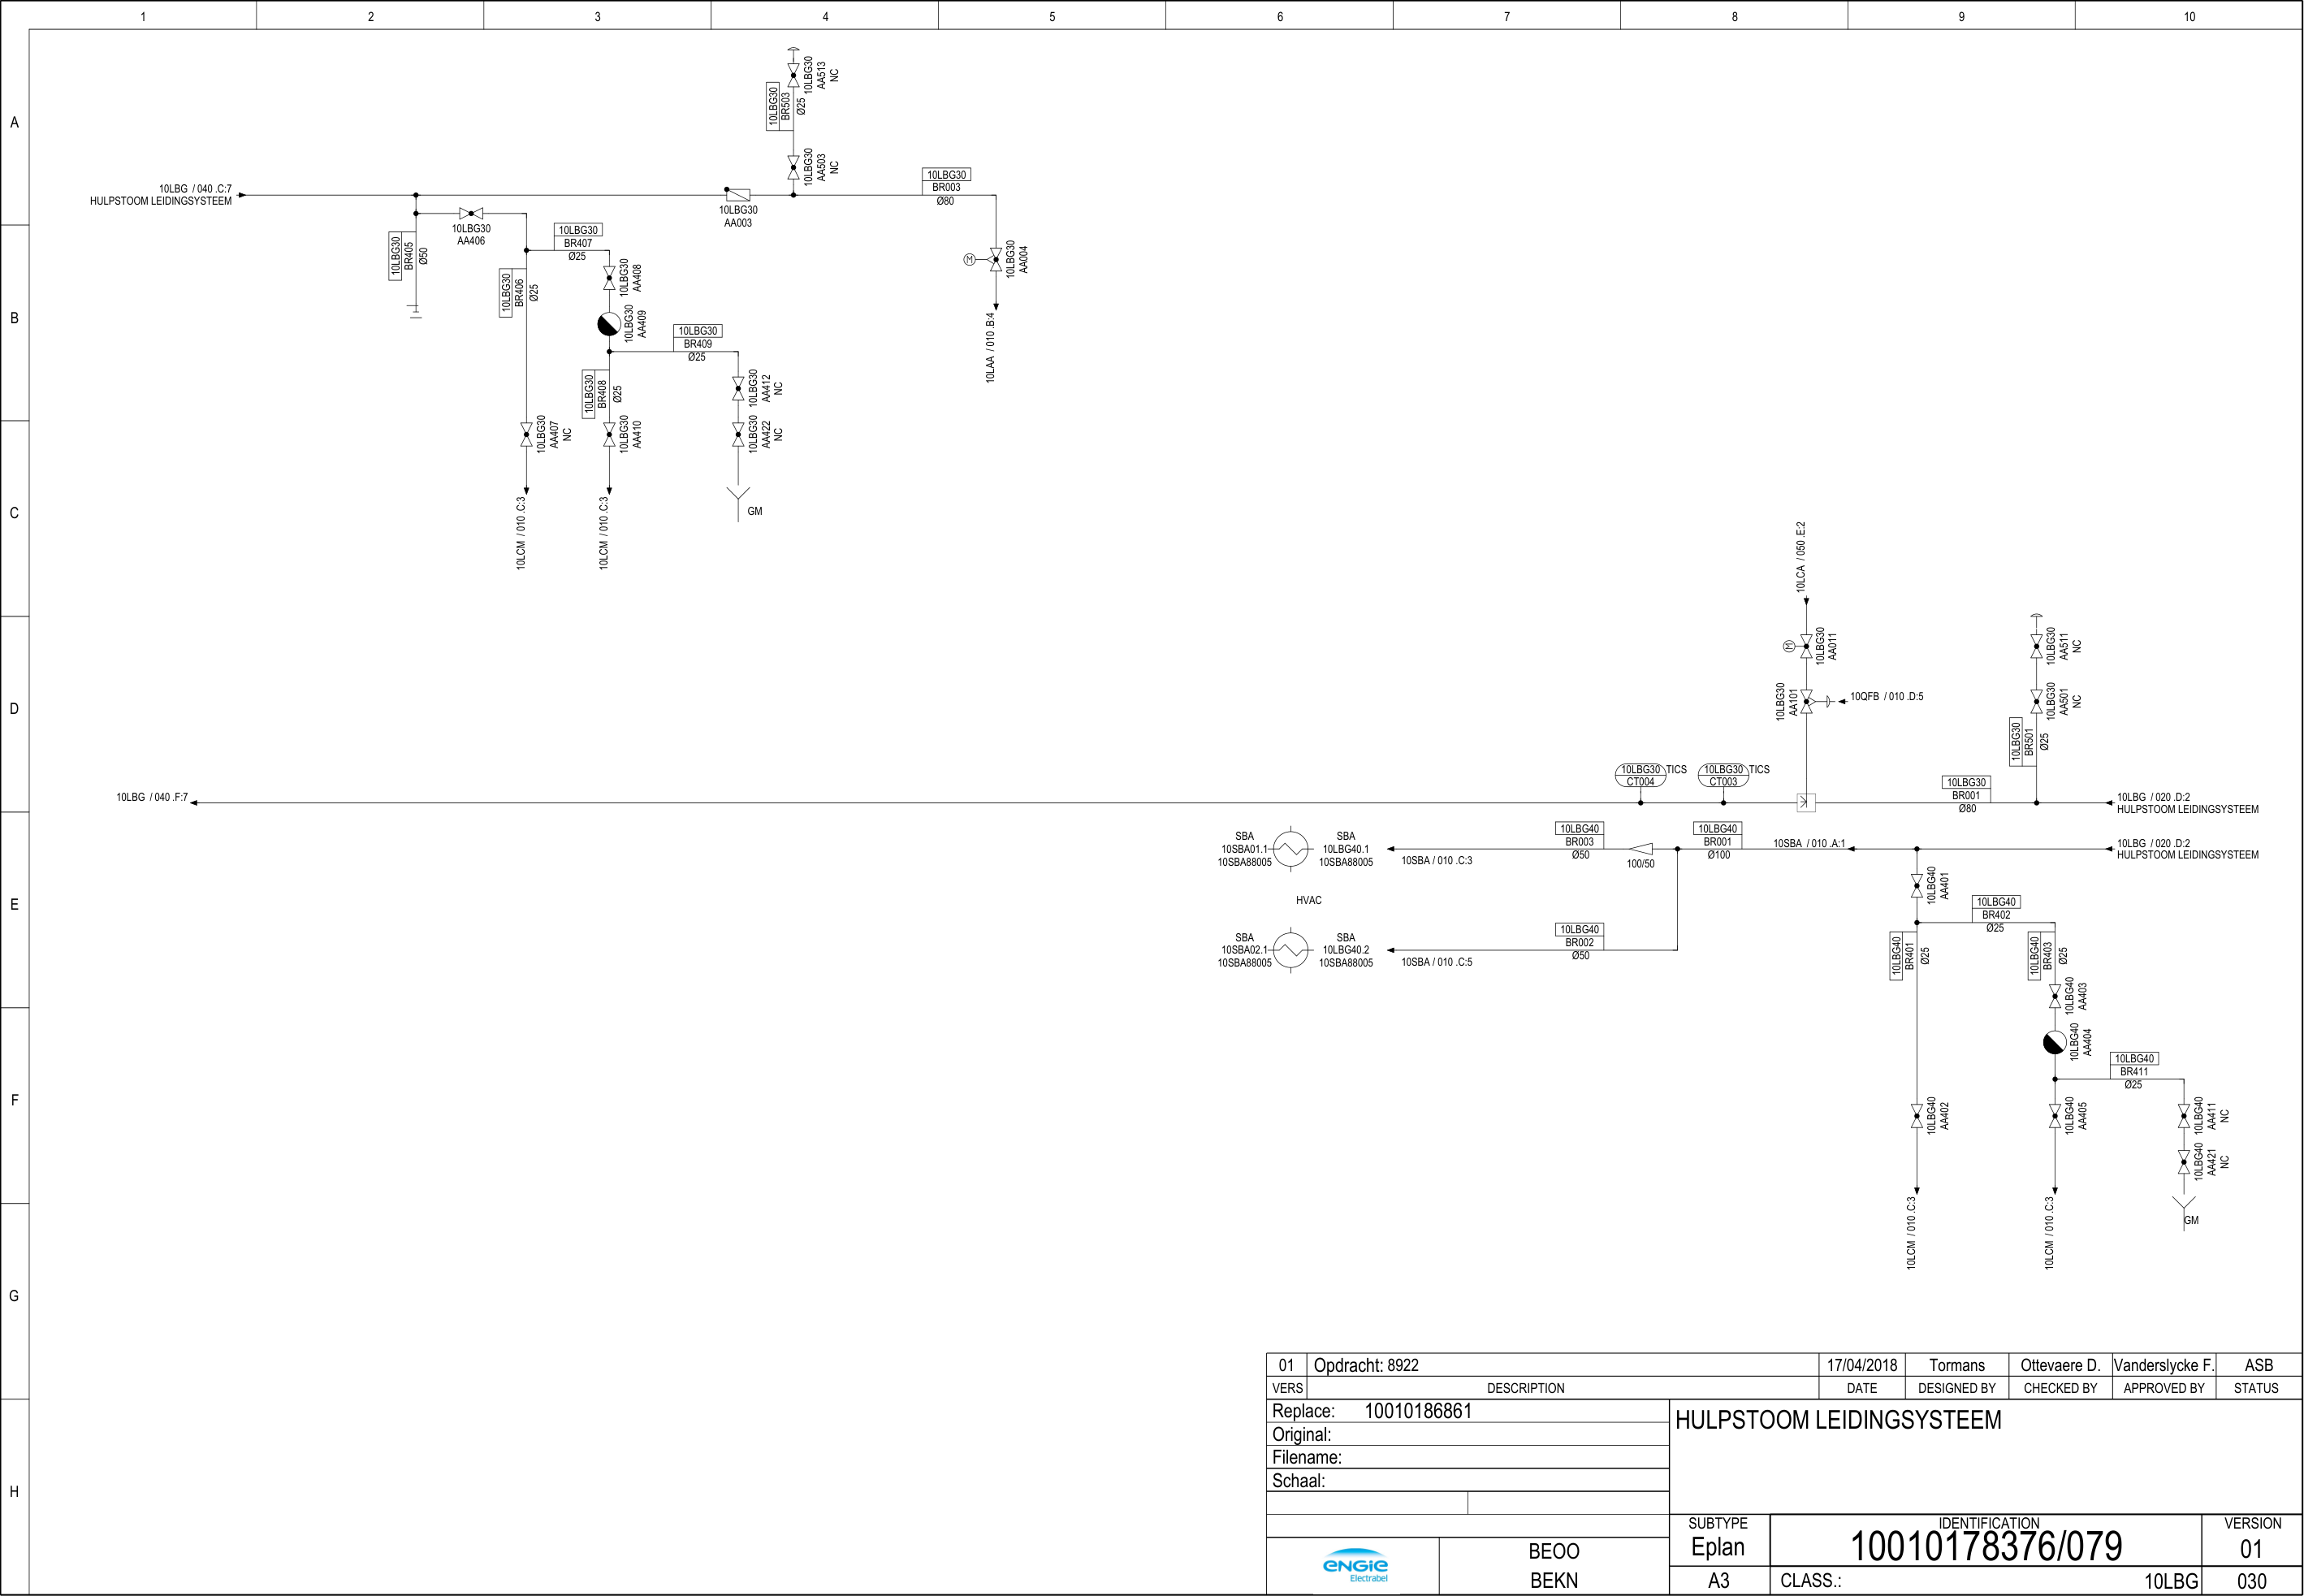 1 2 3 4 5 6 7 8 9 10
A
B
C
D
E
F
G
H
10LBG / 040 .C:7
HULPSTOOM LEIDINGSYSTEEM
10LBG30
BR405
Ø50
10LBG30
AA406
10LBG30
BR406
Ø25
10LBG30
BR407
Ø25
10LBG30
AA408
10LBG30
AA409
10LBG30
BR409
Ø25
10LBG30
BR408
Ø25
10LBG30
AA407
NC
10LBG30
AA410
10LBG30
AA412
NC
10LBG30
AA422
NC
GM
10LCM / 010 .C:3
10LCM / 010 .C:3
10LBG30
AA003
10LBG30
BR503
Ø25
10LBG30
AA513
NC
10LBG30
AA503
NC
10LBG30
BR003
Ø80
M
10LBG30
AA004
10LAA / 010 .B:4
10LCA / 050 .E:2
M
10LBG30
AA011
10LBG30
AA101
10QFB / 010 .D:5
10LBG30
AA511
NC
10LBG30
AA501
NC
10LBG30
BR501
Ø25
10LBG30 TICS
CT004
10LBG30 TICS
CT003
10LBG30
BR001
Ø80
10LBG / 040 .F:7
10LBG / 020 .D:2
HULPSTOOM LEIDINGSYSTEEM
SBA
10SBA01.1
10SBA88005
SBA
10LBG40.1
10SBA88005
10SBA / 010 .C:3
10LBG40
BR003
Ø50
100/50
10LBG40
BR001
Ø100
10SBA / 010 .A:1
10LBG / 020 .D:2
HULPSTOOM LEIDINGSYSTEEM
HVAC
SBA
10SBA02.1
10SBA88005
SBA
10LBG40.2
10SBA88005
10SBA / 010 .C:5
10LBG40
BR002
Ø50
10LBG40
AA401
10LBG40
BR402
Ø25
10LBG40
BR401
Ø25
10LBG40
BR403
Ø25
10LBG40
AA403
10LBG40
AA404
10LBG40
BR411
Ø25
10LBG40
AA402
10LBG40
AA405
10LBG40
AA411
NC
10LBG40
AA421
NC
GM
10LCM / 010 .C:3
10LCM / 010 .C:3
01 Opdracht: 8922 17/04/2018 Tormans Ottevaere D. Vanderslycke F. ASB
VERS DESCRIPTION DATE DESIGNED BY CHECKED BY APPROVED BY STATUS
Replace: 10010186861
Original:
Filename:
Schaal:
HULPSTOOM LEIDINGSYSTEEM
ENGIE
Electrabel
BEOO
BEKN
SUBTYPE
Eplan
A3
IDENTIFICATION
10010178376/079
CLASS.: 10LBG
VERSION
01
030